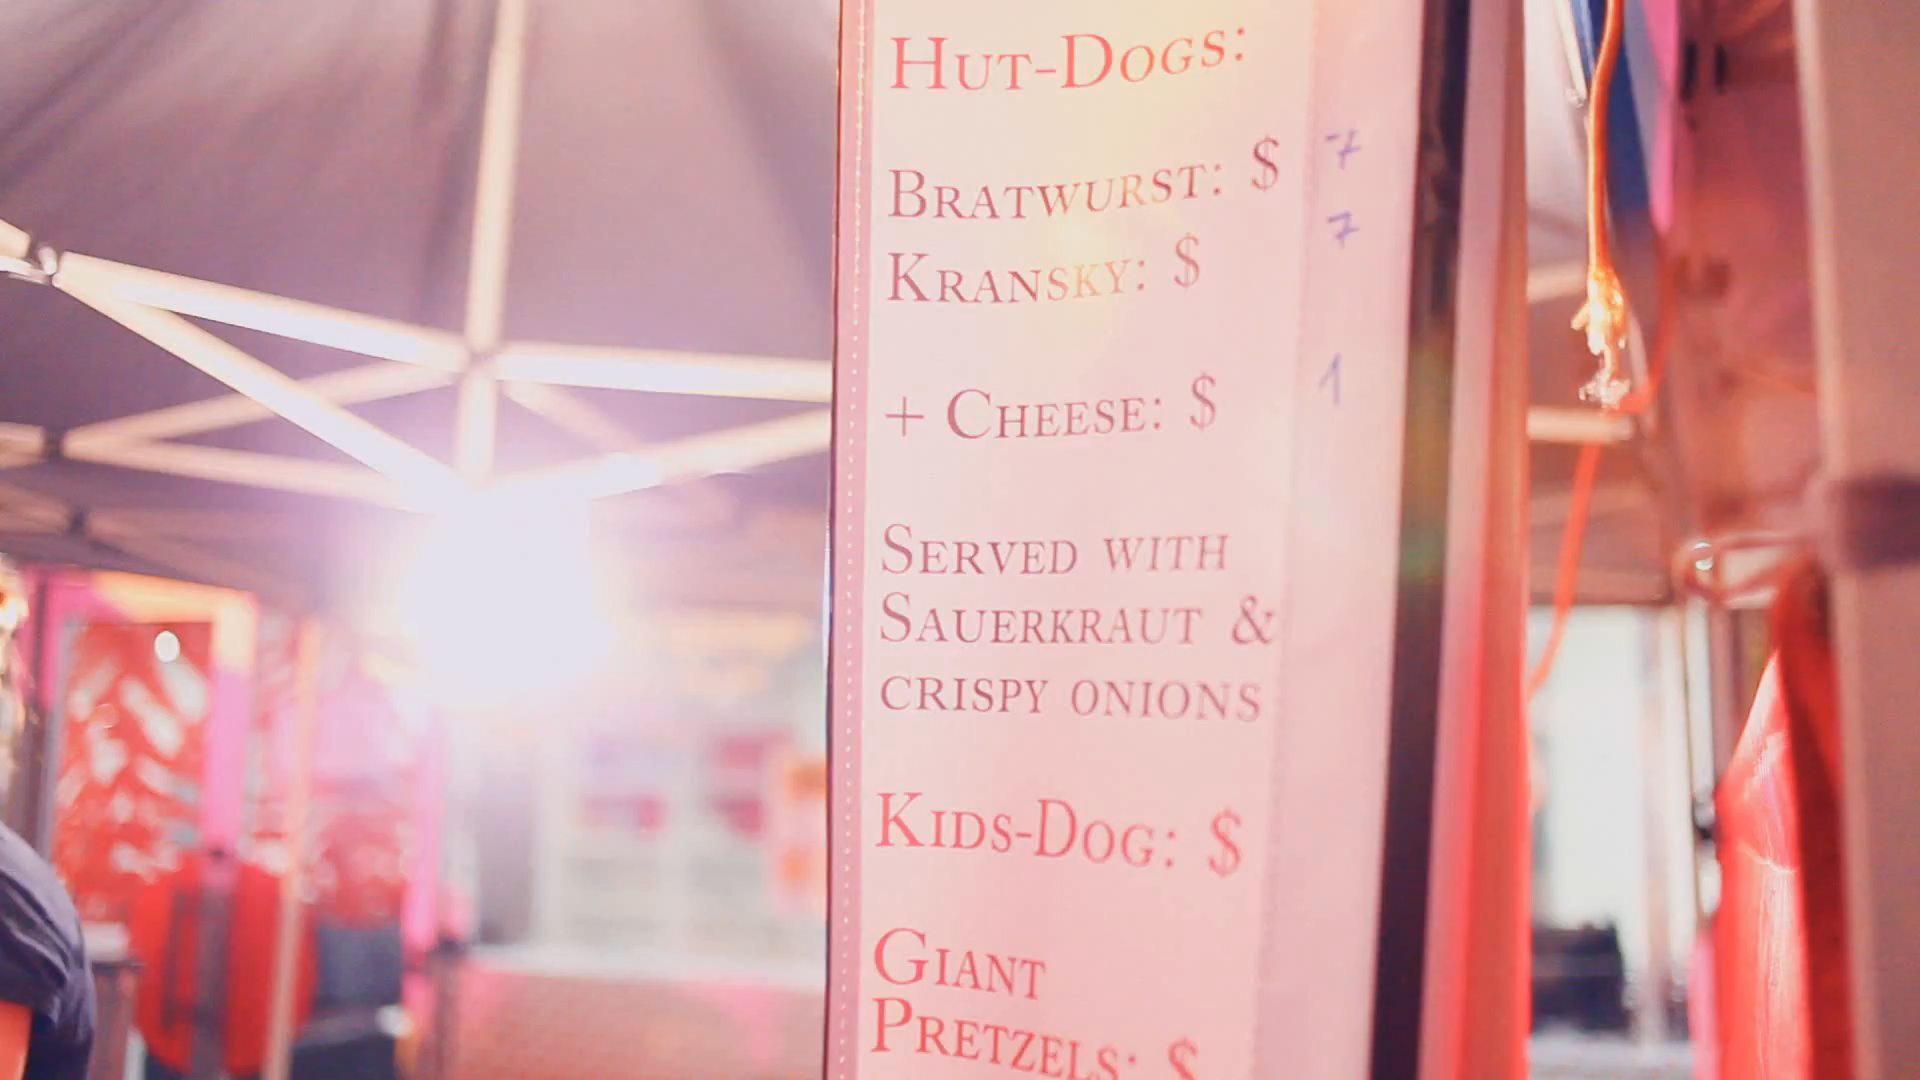 HUT-DOGS:
BRATWURST: $ 7
KRANSKY: $ 7
+ CHEESE: $ 1
SERVED WITH
SAUERKRAUT &
CRISPY ONIONS
KIDS-DOG: $
GIANT
PRETZELS: $